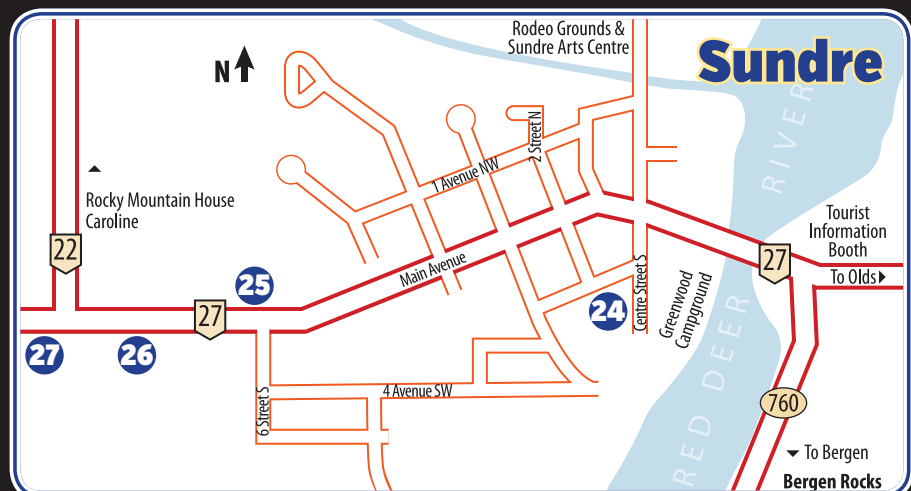 Rodeo Grounds &
Sundre Arts Centre
Sundre
N
2 Street N
1 Avenue NW
RIVER
Rocky Mountain House
Caroline
Tourist
Information
Booth
22
27
To Olds
Main Avenue
25
27
24
Centre Street S
Greenwood
Campground
27
26
RED DEER
6 Street S
4 Avenue SW
760
To Bergen
Bergen Rocks